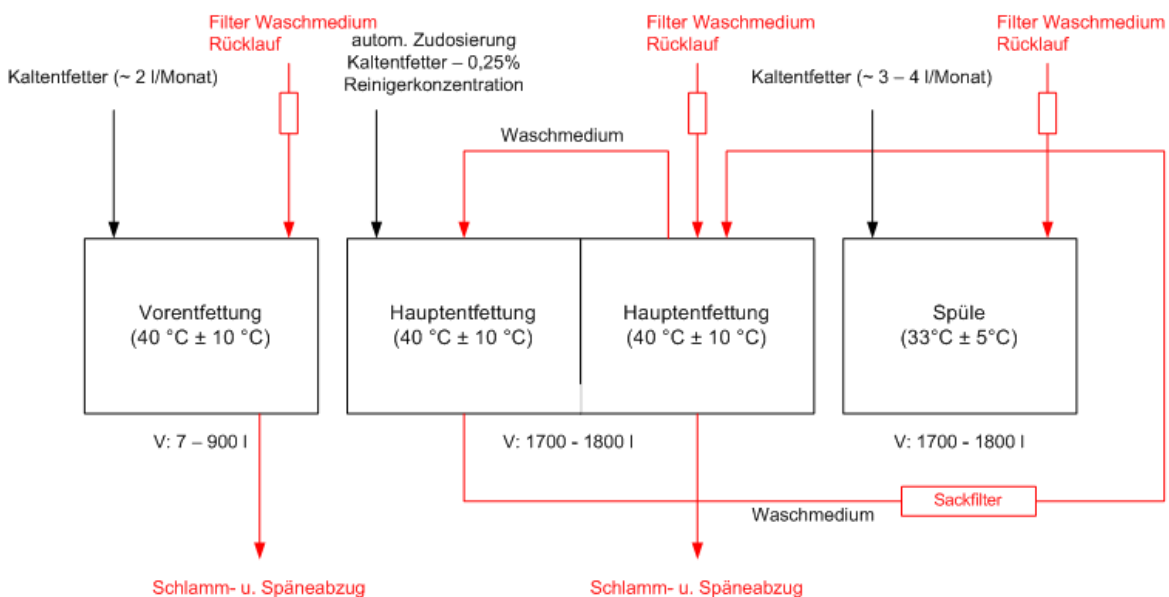 Filter Waschmedium
Rücklauf
autom. Zudosierung
Kaltentfetter – 0,25%
Reinigerkonzentration
Filter Waschmedium
Rücklauf
Filter Waschmedium
Rücklauf
Kaltentfetter (~ 2 l/Monat)
Kaltentfetter (~ 3 – 4 l/Monat)
Waschmedium
Vorentfettung
(40 °C ± 10 °C)
Hauptentfettung
(40 °C ± 10 °C)
Hauptentfettung
(40 °C ± 10 °C)
Spüle
(33°C ± 5°C)
V: 7 – 900 l
V: 1700 - 1800 l
V: 1700 - 1800 l
Sackfilter
Waschmedium
Schlamm- u. Späneabzug
Schlamm- u. Späneabzug